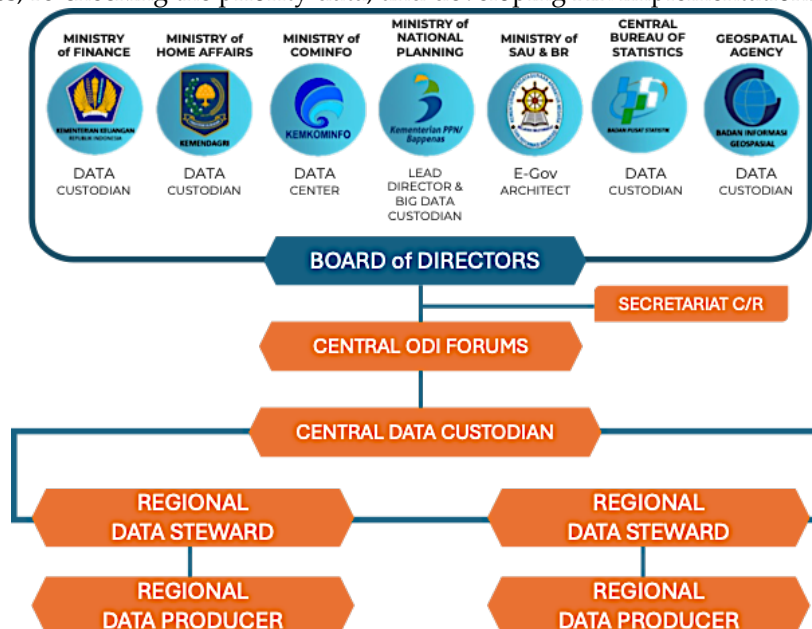 MINISTRY of FINANCE
MINISTRY of HOME AFFAIRS
MINISTRY of COMINFO
MINISTRY of NATIONAL PLANNING
MINISTRY of SAU & BR
CENTRAL BUREAU OF STATISTICS
GEOSPATIAL AGENCY
KEMENTERIAN KEUANGAN
REPUBLIK INDONESIA
KEMENDAGRI
KEMKOMINFO
Kementerian PPN/
Bappenas
BADAN PUSAT STATISTIK
BADAN INFORMASI
GEOSPASIAL
DATA
CUSTODIAN
DATA
CUSTODIAN
DATA
CENTER
LEAD
DIRECTOR &
BIG DATA
CUSTODIAN
E-Gov
ARCHITECT
DATA
CUSTODIAN
DATA
CUSTODIAN
BOARD of DIRECTORS
SECRETARIAT C/R
CENTRAL ODI FORUMS
CENTRAL DATA CUSTODIAN
REGIONAL
DATA STEWARD
REGIONAL
DATA STEWARD
REGIONAL
DATA PRODUCER
REGIONAL
DATA PRODUCER